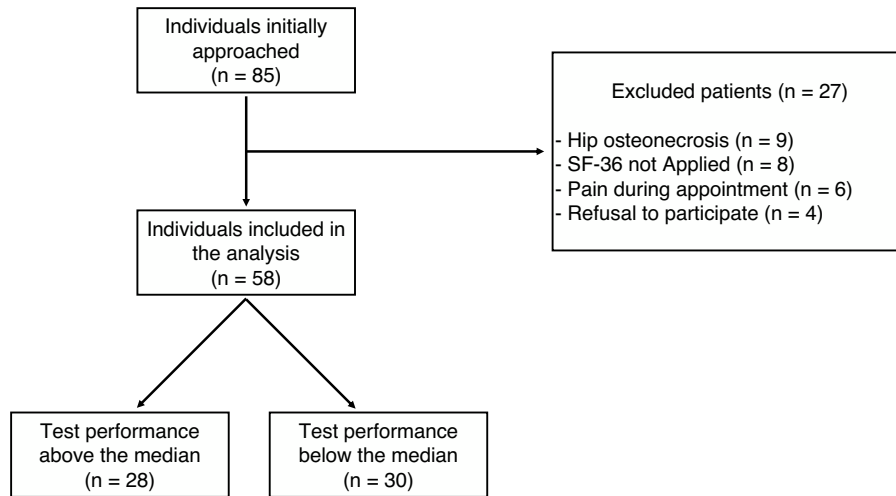 Individuals initially
approached
(n = 85)
Excluded patients (n = 27)
- Hip osteonecrosis (n = 9)
- SF-36 not Applied (n = 8)
- Pain during appointment (n = 6)
- Refusal to participate (n = 4)
Individuals included in
the analysis
(n = 58)
Test performance
above the median
(n = 28)
Test performance
below the median
(n = 30)